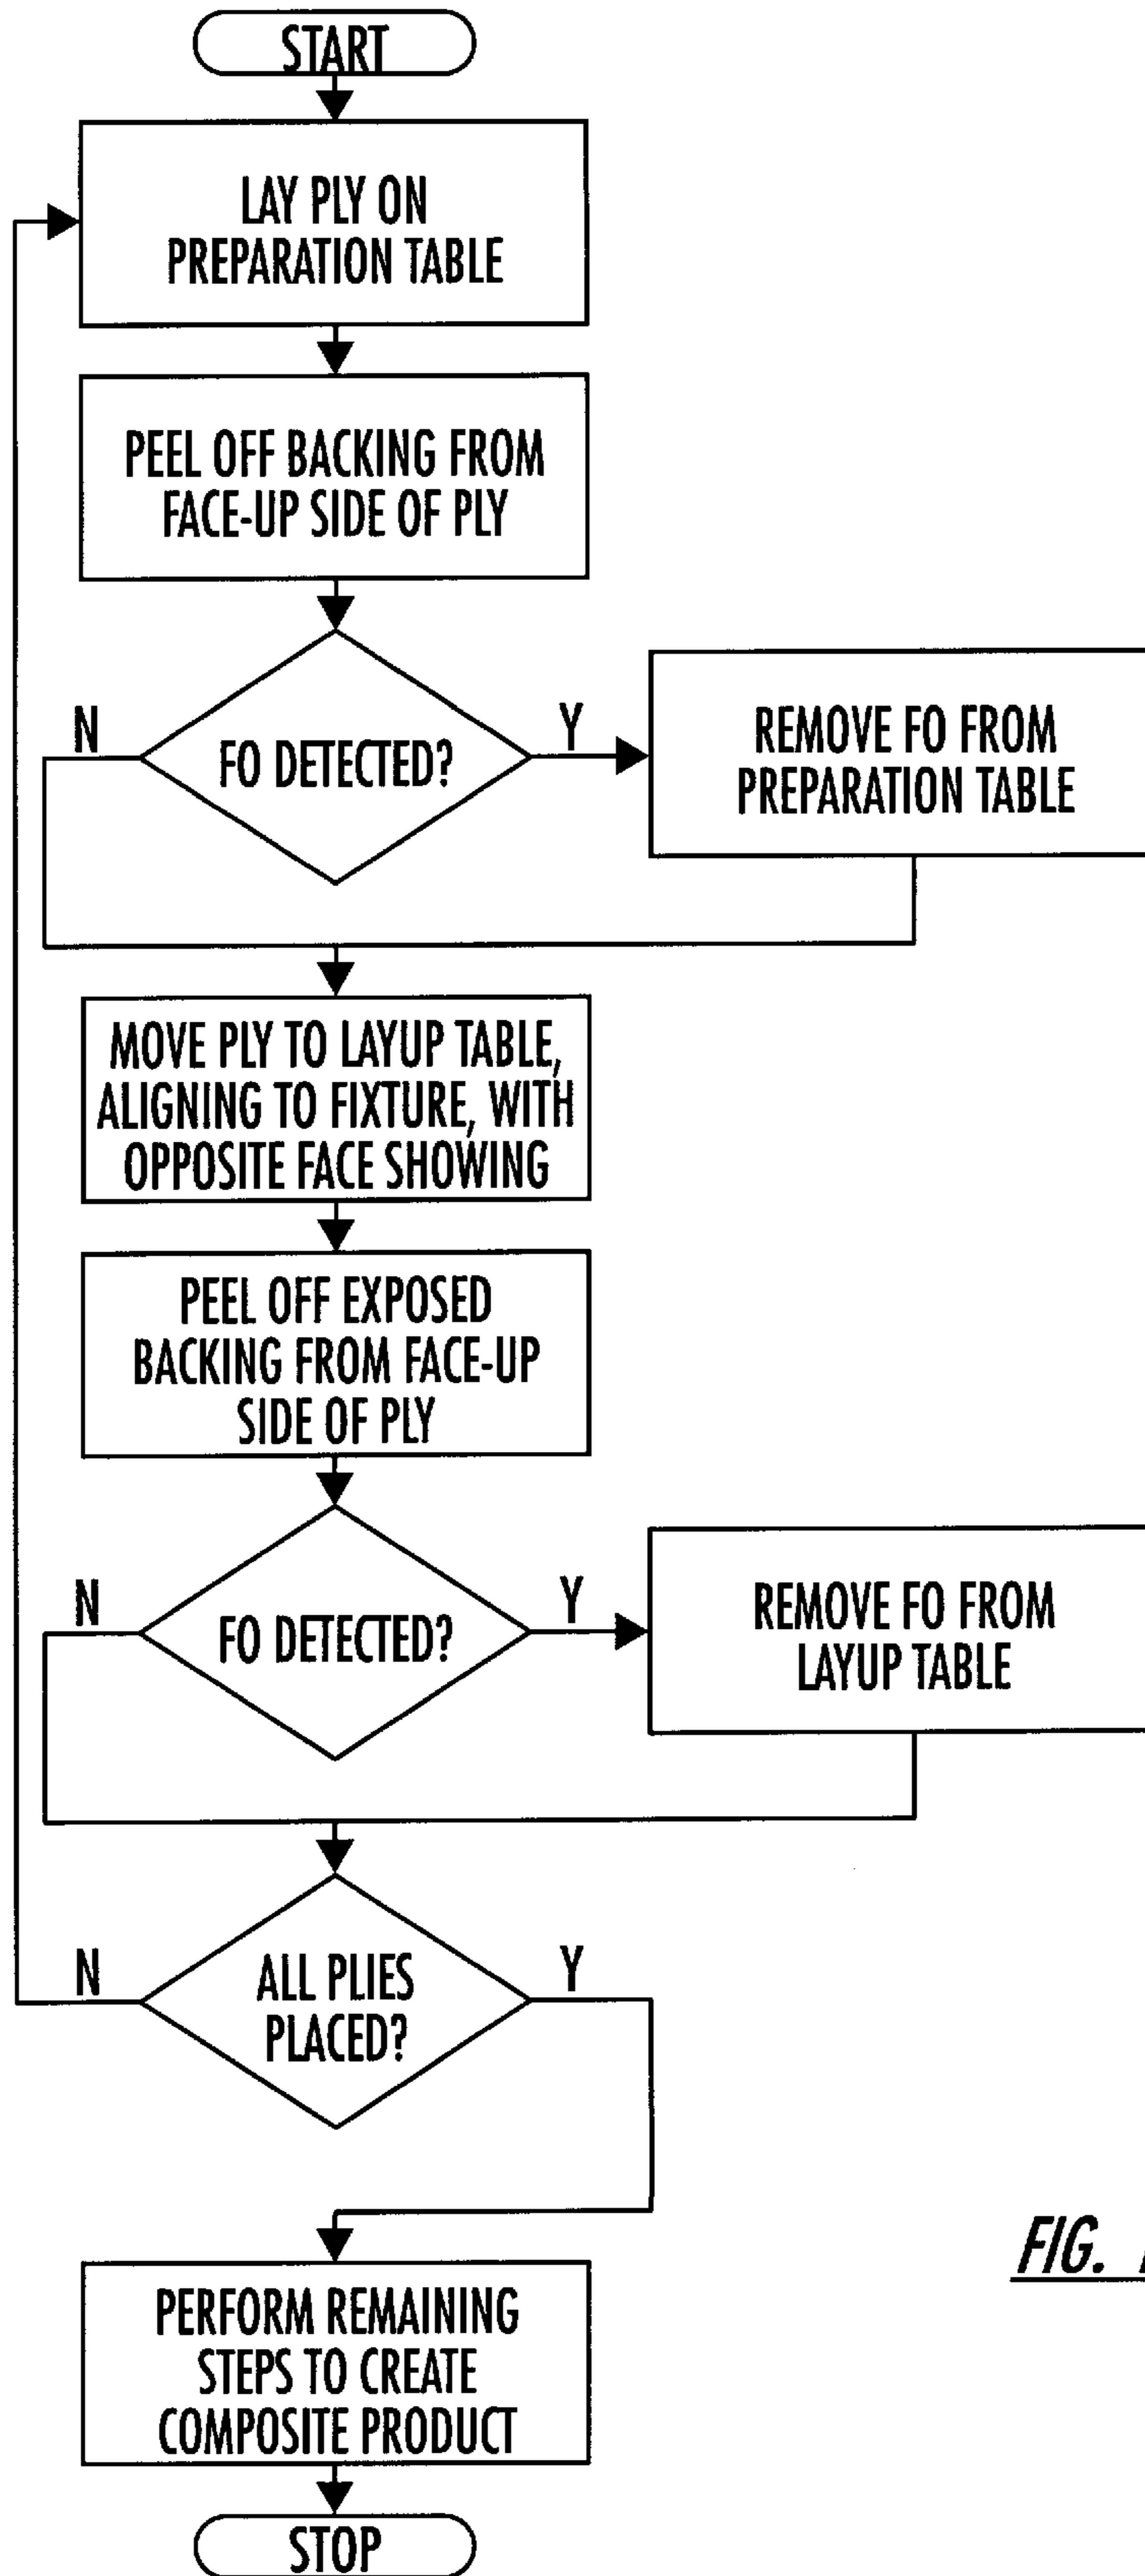 START
LAY PLY ON
PREPARATION TABLE
PEEL OFF BACKING FROM
FACE-UP SIDE OF PLY
N
FO DETECTED?
Y
REMOVE FO FROM
PREPARATION TABLE
MOVE PLY TO LAYUP TABLE,
ALIGNING TO FIXTURE, WITH
OPPOSITE FACE SHOWING
PEEL OFF EXPOSED
BACKING FROM FACE-UP
SIDE OF PLY
N
FO DETECTED?
Y
REMOVE FO FROM
LAYUP TABLE
N
ALL PLIES
PLACED?
Y
PERFORM REMAINING
STEPS TO CREATE
COMPOSITE PRODUCT
STOP
FIG.